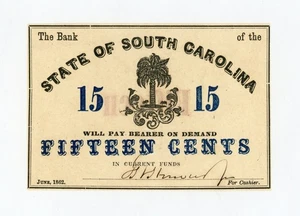 The Bank of the
STATE OF SOUTH CAROLINA
15 15
WILL PAY BEARER ON DEMAND
FIFTEEN CENTS
IN CURRENT FUNDS
June, 1862. For Cashier.